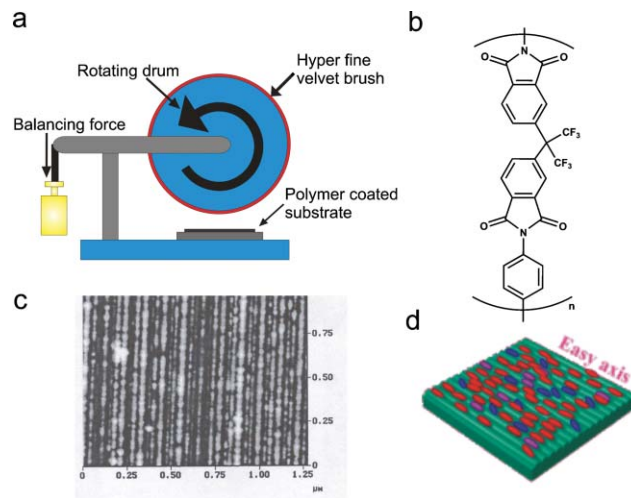 a
Rotating drum
Hyper fine
velvet brush
Balancing force
Polymer coated
substrate
b
N
O
O
CF3
CF3
O
O
N
n
c
0.75
0.50
0.25
0
0
0.25
0.50
0.75
1.00
1.25
μM
d
Easy axis